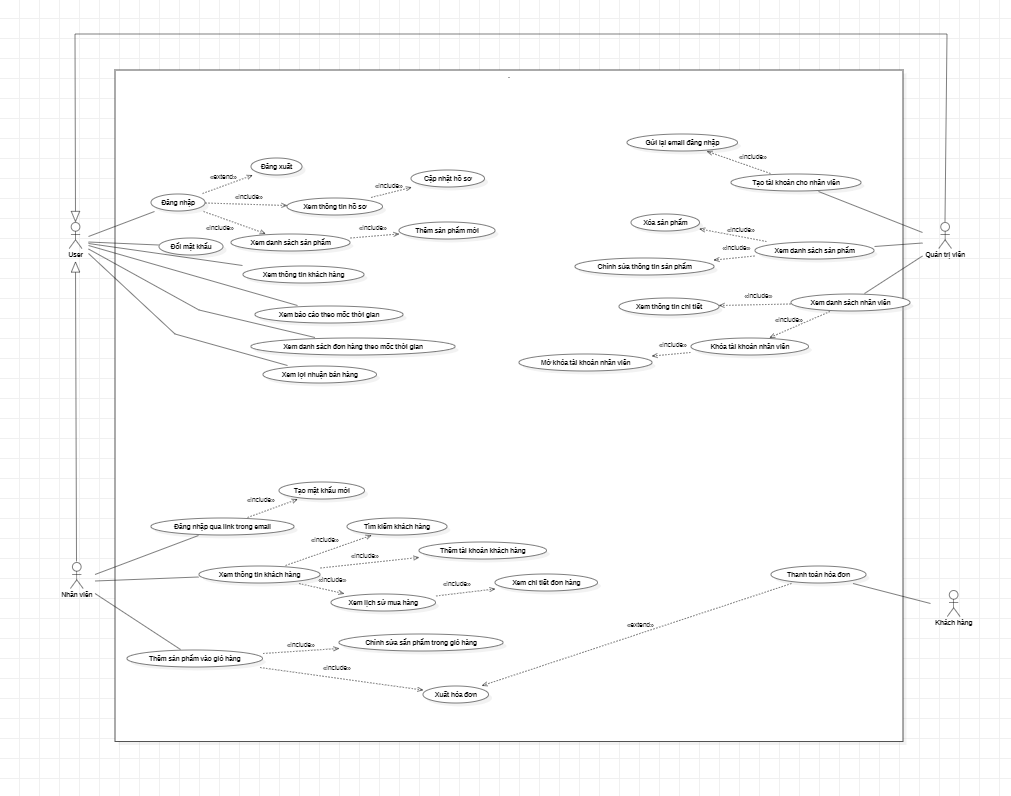 Gửi lại email đăng nhập
«include»
Tạo tài khoản cho nhân viên
Đăng xuất
«extend»
Cập nhật hồ sơ
«include»
Đăng nhập
«include»
Xem thông tin hồ sơ
«include»
Xem danh sách sản phẩm
«include»
Thêm sản phẩm mới
Đổi mật khẩu
User
Xem thông tin khách hàng
Xem báo cáo theo mốc thời gian
Xem danh sách đơn hàng theo mốc thời gian
Xem lợi nhuận bán hàng
Xóa sản phẩm
«include»
Xem danh sách sản phẩm
«include»
Chỉnh sửa thông tin sản phẩm
Quản trị viên
Xem thông tin chi tiết
«include»
Xem danh sách nhân viên
«include»
Khóa tài khoản nhân viên
«include»
Mở khóa tài khoản nhân viên
Tạo mật khẩu mới
«include»
Đăng nhập qua link trong email
Tìm kiếm khách hàng
«include»
Thêm tài khoản khách hàng
«include»
Xem thông tin khách hàng
«include»
Xem chi tiết đơn hàng
«include»
Xem lịch sử mua hàng
Nhân viên
Thanh toán hóa đơn
Khách hàng
«extend»
Chỉnh sửa sản phẩm trong giỏ hàng
«include»
Thêm sản phẩm vào giỏ hàng
«include»
Xuất hóa đơn